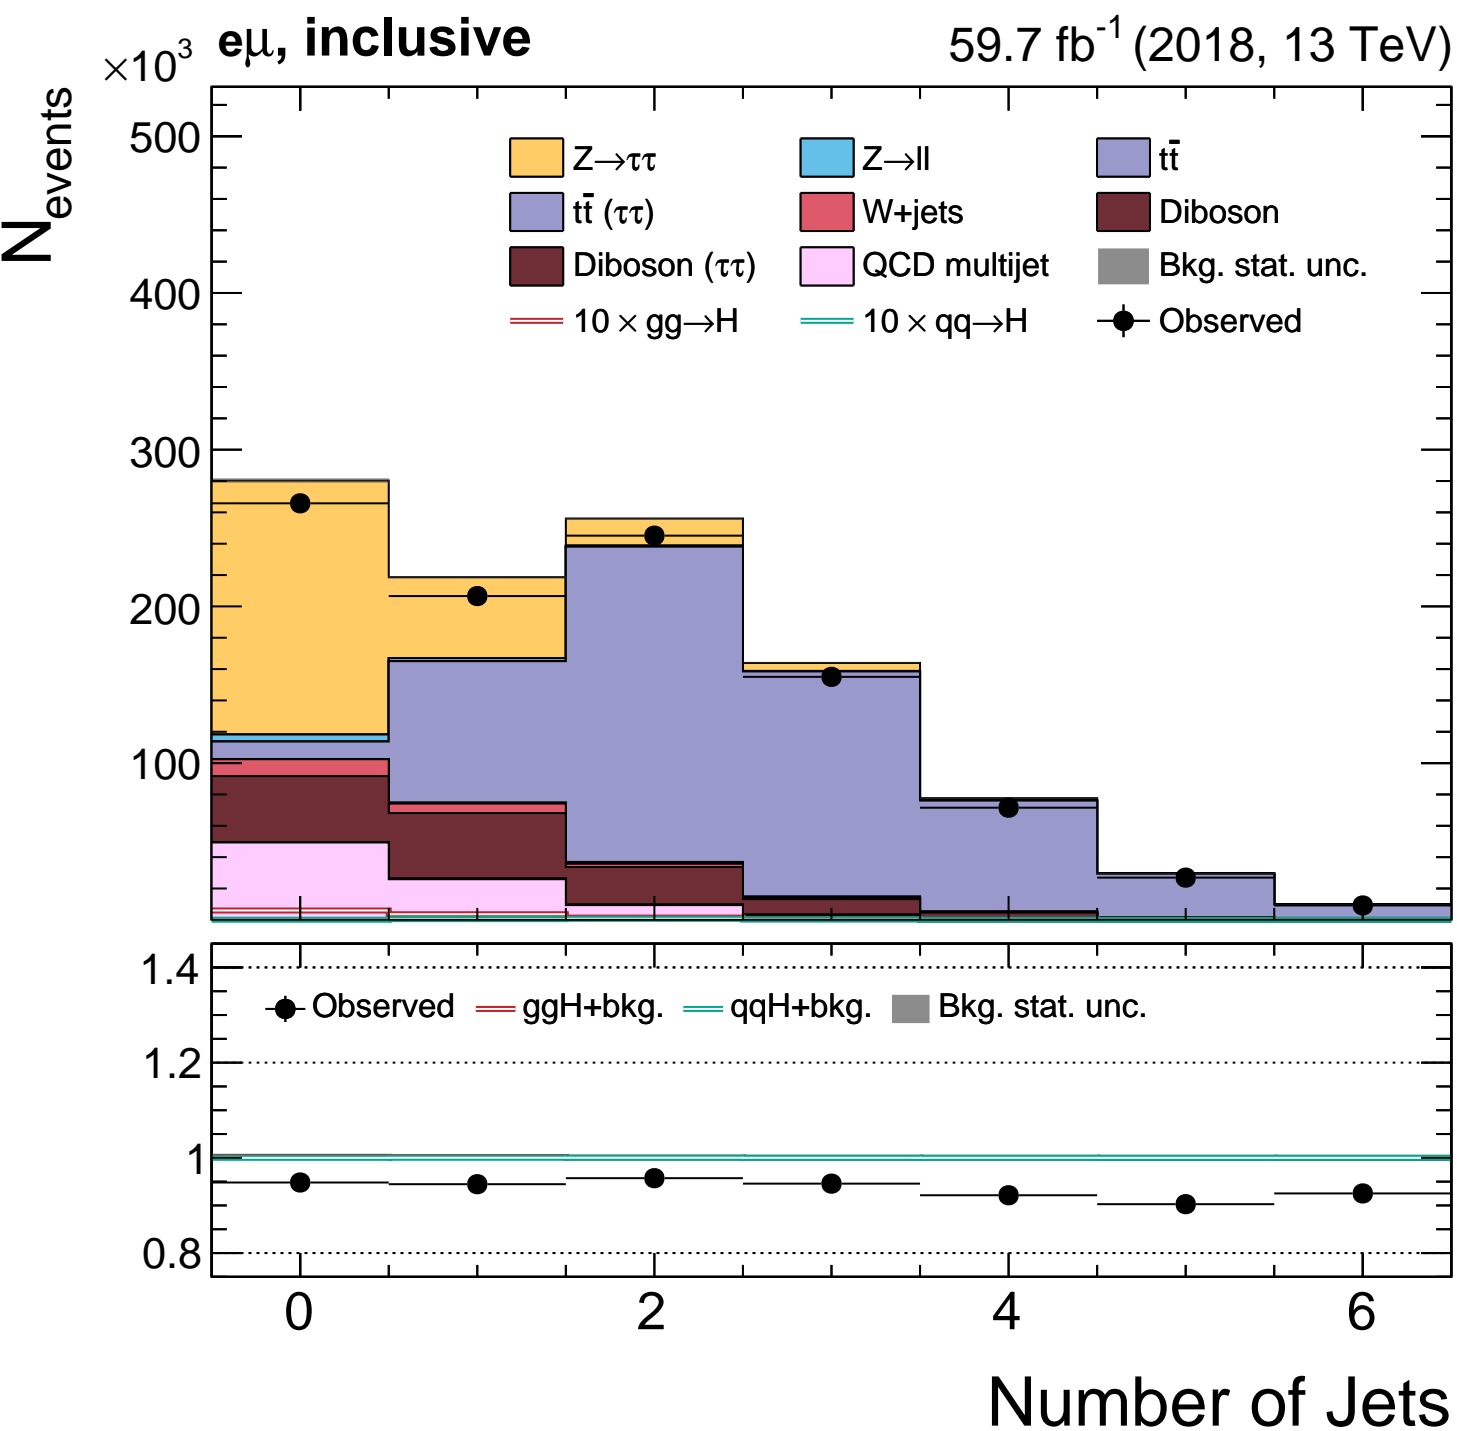 ×10³ eμ, inclusive 59.7 fb⁻¹ (2018, 13 TeV)
N_events
500
400
300
200
100
Z→ττ Z→ll tt̄
tt̄ (ττ) W+jets Diboson
Diboson (ττ) QCD multijet Bkg. stat. unc.
10 × gg→H 10 × qq→H Observed
1.4
1.2
1
0.8
Observed ggH+bkg. qqH+bkg. Bkg. stat. unc.
0 2 4 6
Number of Jets